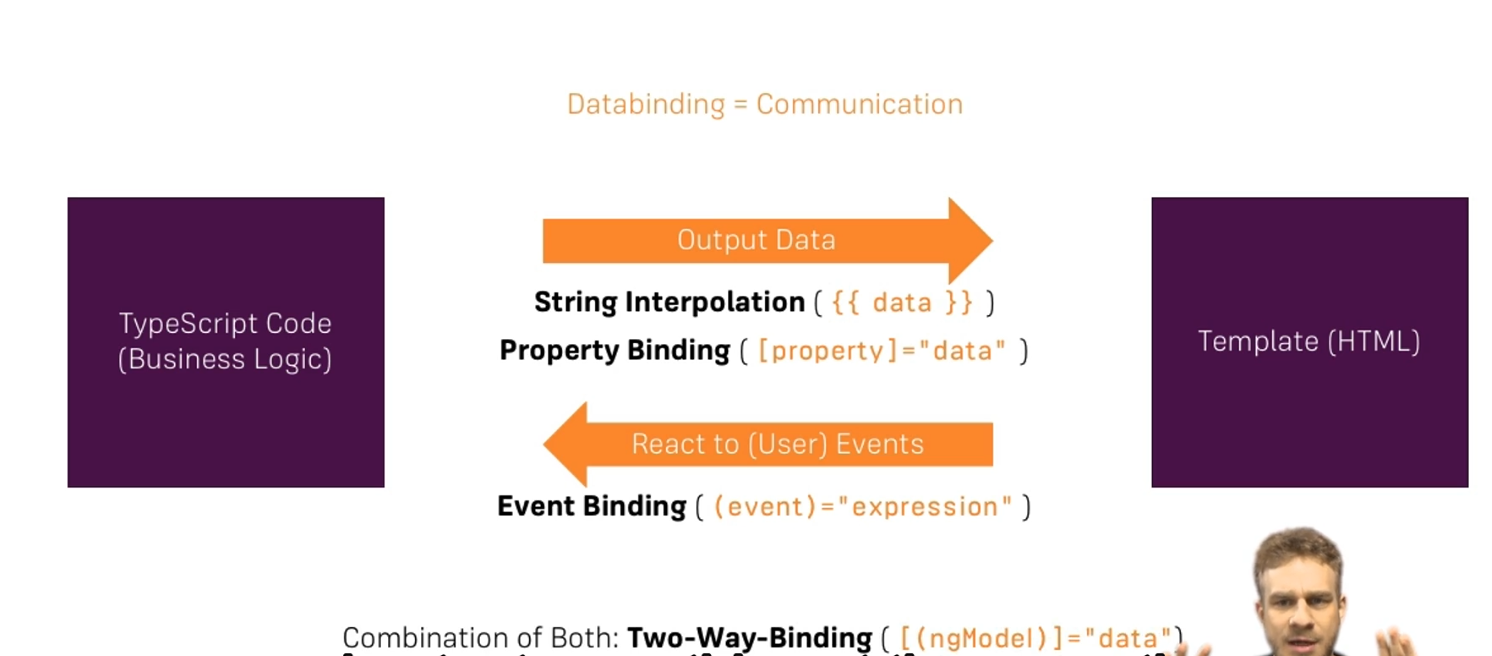 Databinding = Communication
TypeScript Code
(Business Logic)
Output Data
String Interpolation ( {{ data }} )
Property Binding ( [property]="data" )
React to (User) Events
Event Binding ( (event)="expression" )
Template (HTML)
Combination of Both: Two-Way-Binding ( [(ngModel)]="data")